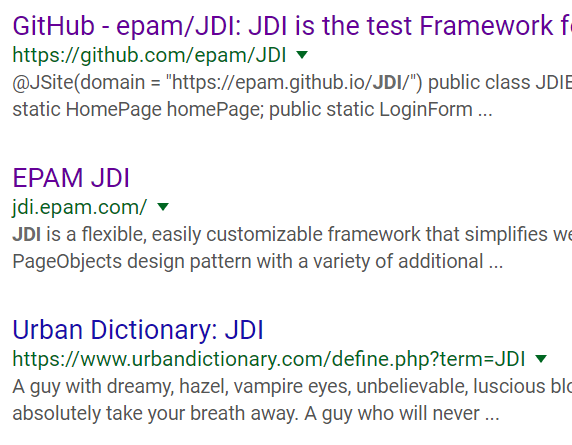 GitHub - epam/JDI: JDI is the test Framework
https://github.com/epam/JDI
@JSite(domain = "https://epam.github.io/JDI/") public class
static HomePage homePage; public static LoginForm ...
EPAM JDI
jdi.epam.com/
JDI is a flexible, easily customizable framework that simplifies
PageObjects design pattern with a variety of additional ...
Urban Dictionary: JDI
https://www.urbandictionary.com/define.php?term=JDI
A guy with dreamy, hazel, vampire eyes, unbelievable, luscious
absolutely take your breath away. A guy who will never ...